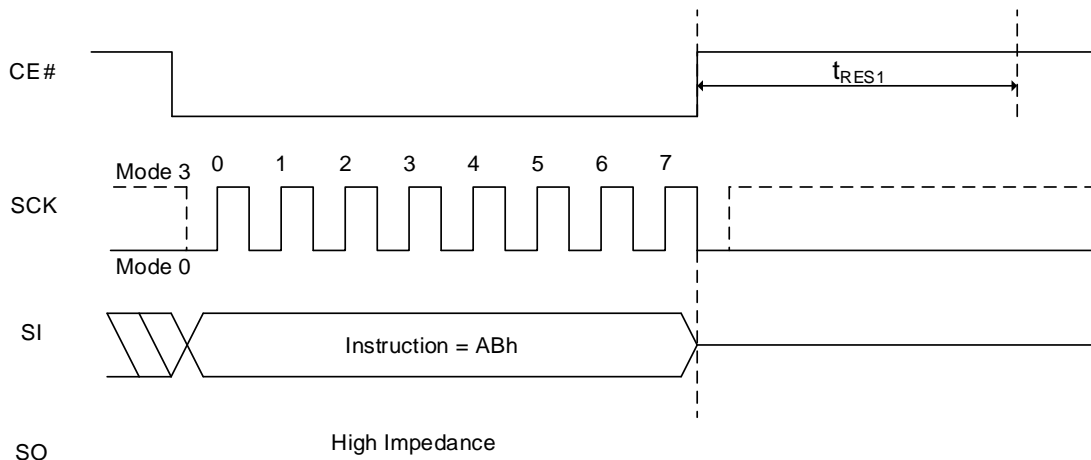 CE#
tRES1
Mode 3
0 1 2 3 4 5 6 7
SCK
Mode 0
SI
Instruction = ABh
SO
High Impedance